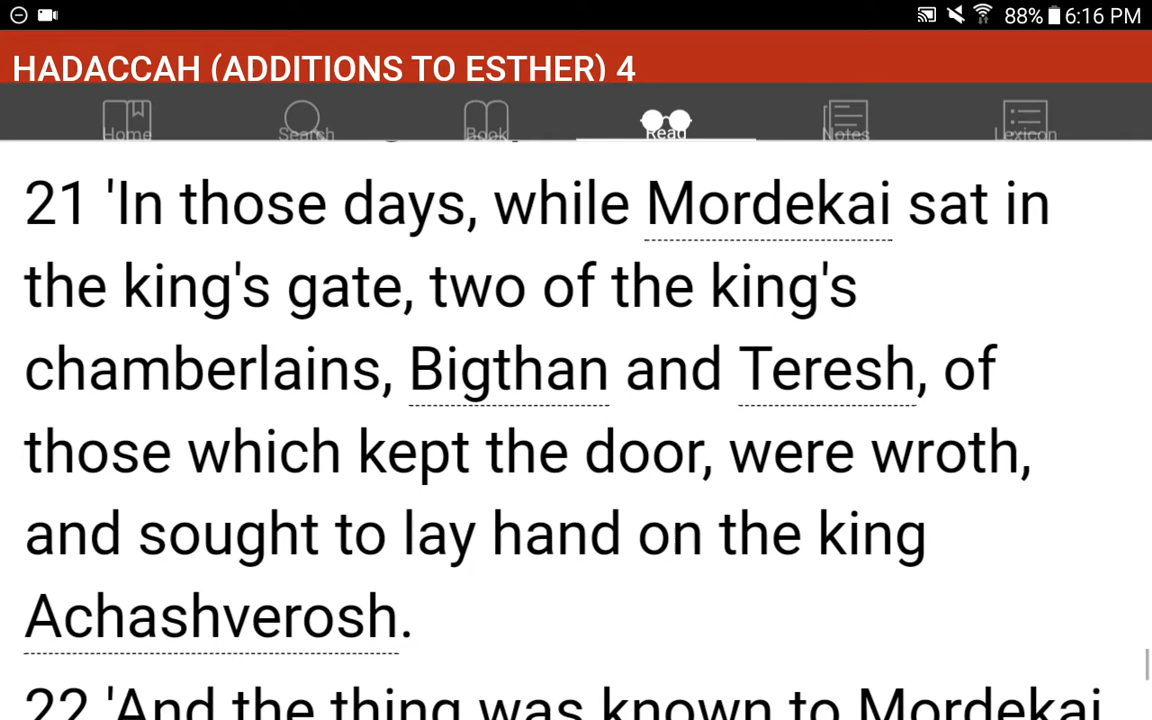 88% 6:16 PM
HADACCAH (ADDITIONS TO ESTHER) 4
Home Search Book Read Notes Lexicon
21 'In those days, while Mordekai sat in
the king's gate, two of the king's
chamberlains, Bigthan and Teresh, of
those which kept the door, were wroth,
and sought to lay hand on the king
Achashverosh.
22 'And the thing was known to Mordekai